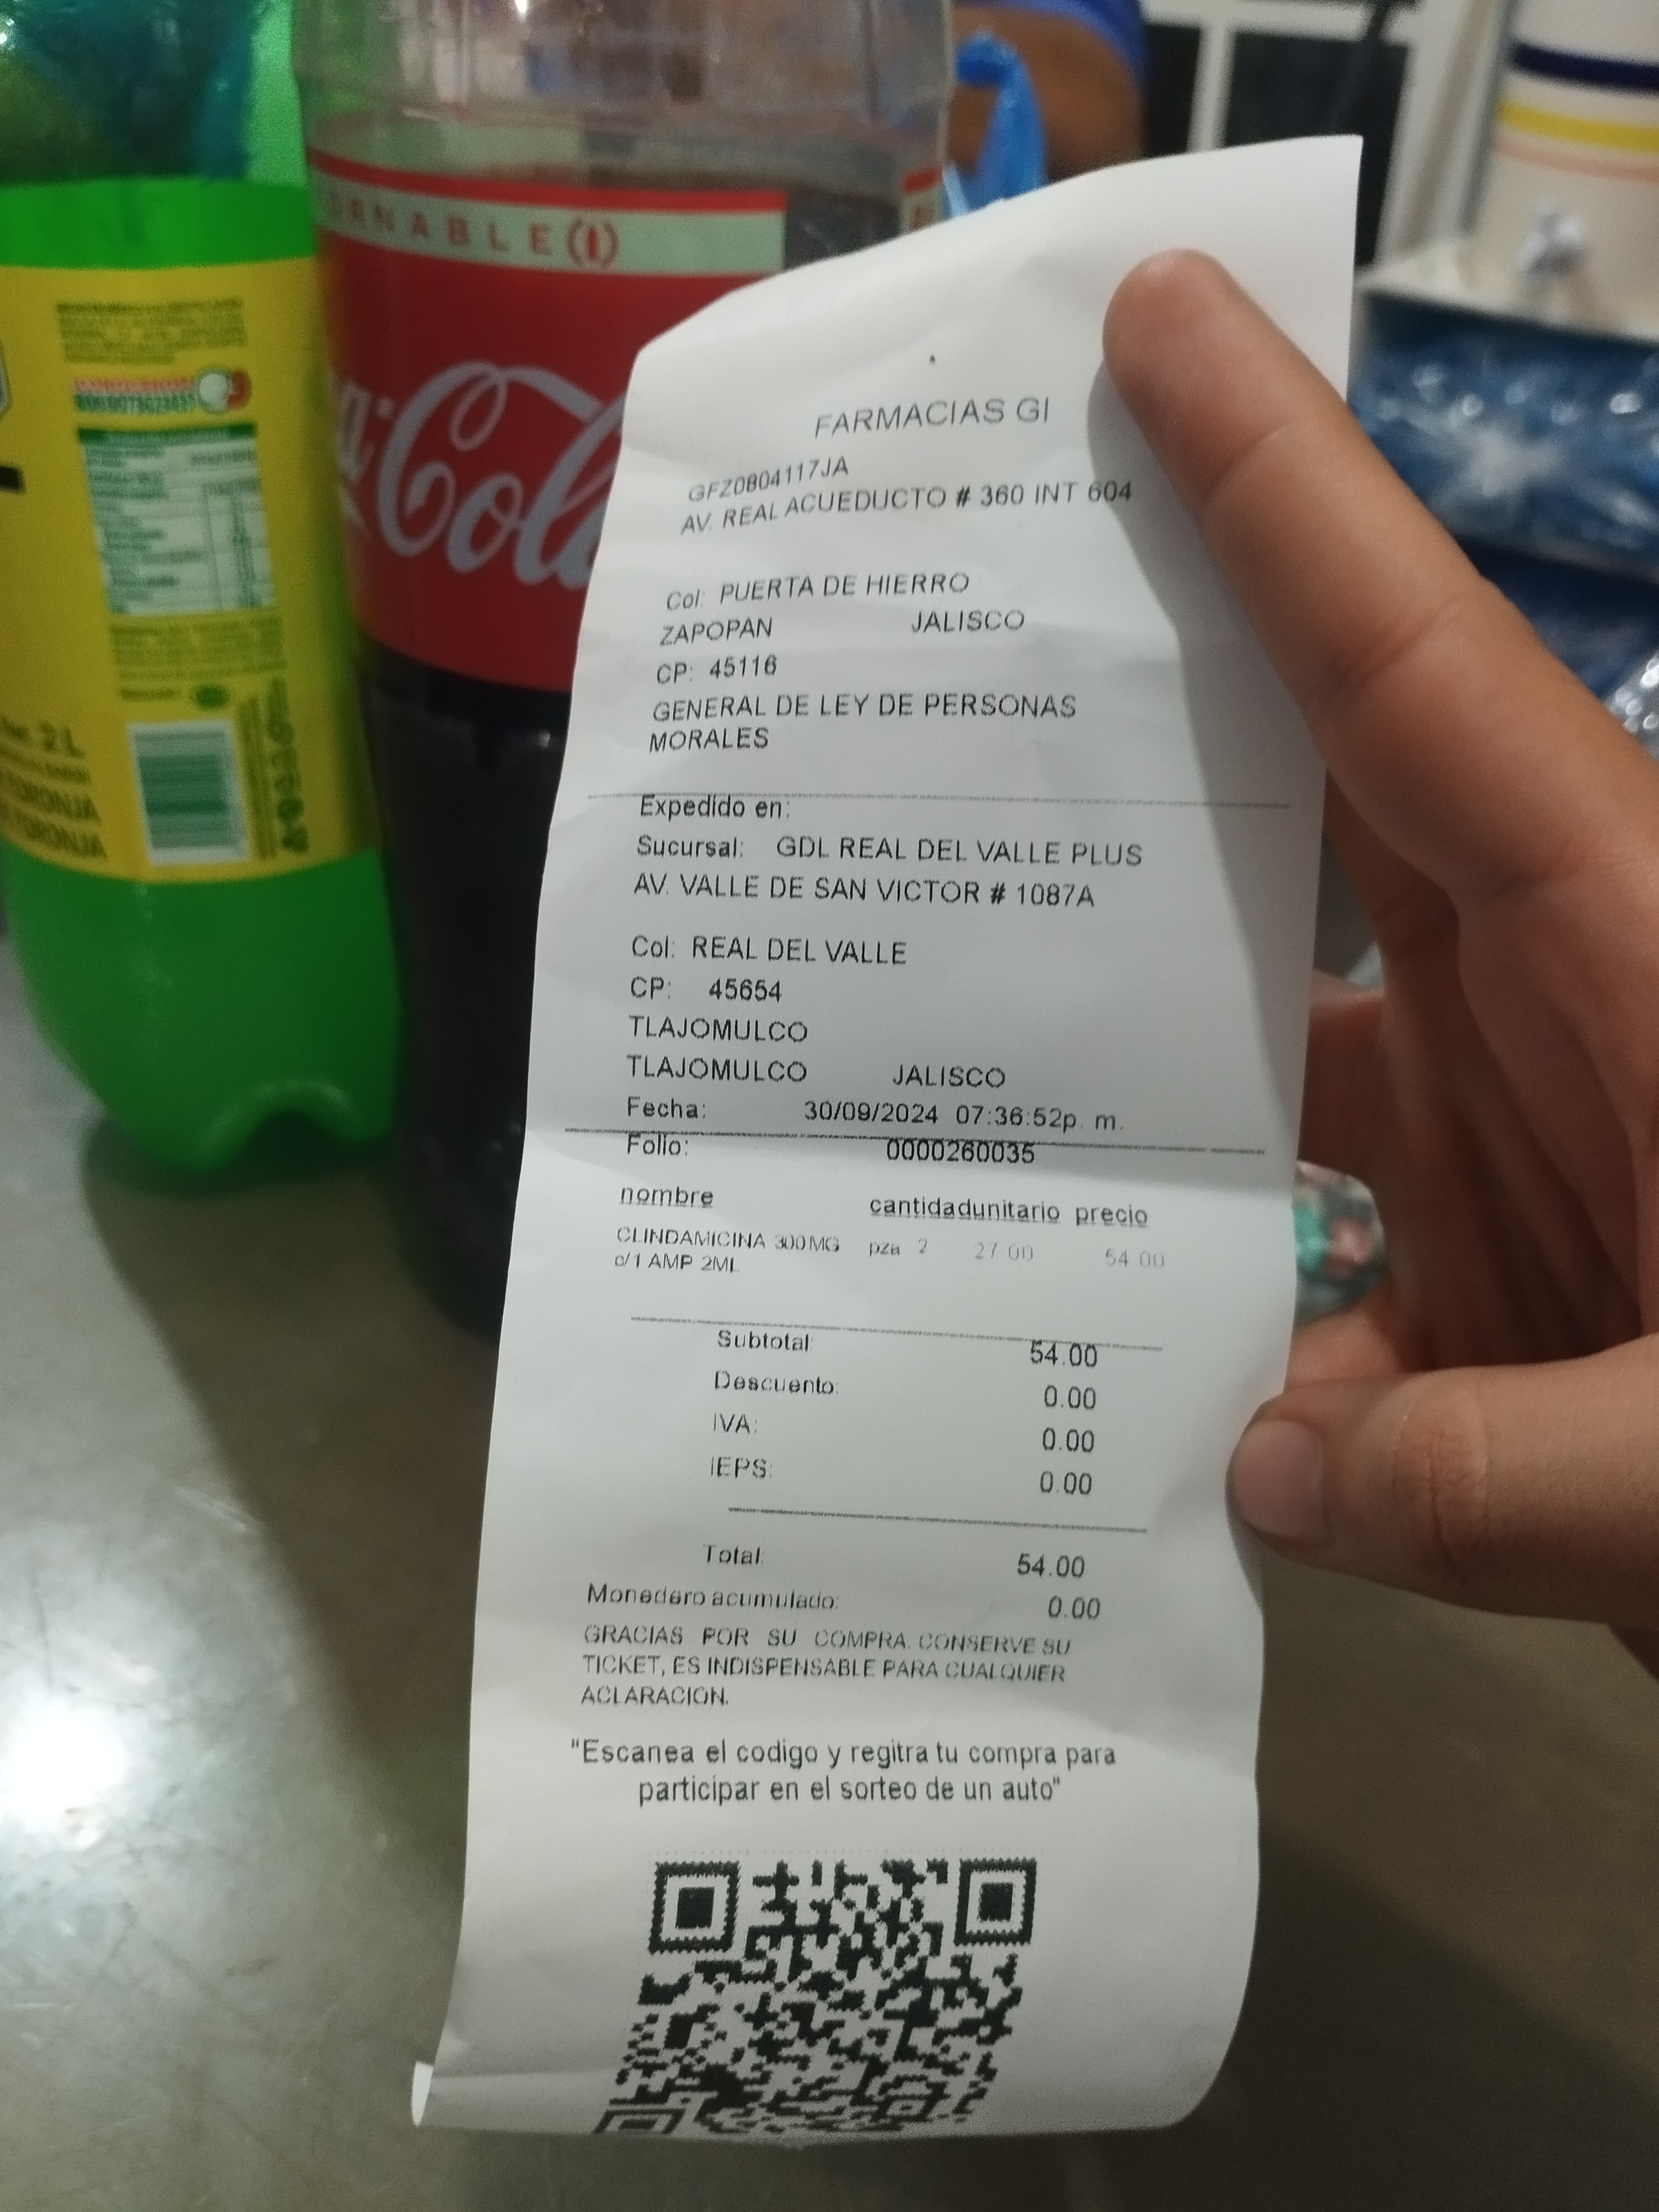 FARMACIAS GI
GFZ0804117JA
AV. REAL ACUEDUCTO # 360 INT 604
Col: PUERTA DE HIERRO
ZAPOPAN JALISCO
CP: 45116
GENERAL DE LEY DE PERSONAS
MORALES
Expedido en:
Sucursal: GDL REAL DEL VALLE PLUS
AV. VALLE DE SAN VICTOR # 1087A
Col: REAL DEL VALLE
CP: 45654
TLAJOMULCO
TLAJOMULCO JALISCO
Fecha: 30/09/2024 07:36:52p. m.
Folio: 0000260035
nombre cantidadunitario precio
CLINDAMICINA 300MG pza 2 27.00 54.00
c/1 AMP 2ML
Subtotal: 54.00
Descuento: 0.00
IVA: 0.00
IEPS: 0.00
Total: 54.00
Monedero acumulado: 0.00
GRACIAS POR SU COMPRA. CONSERVE SU
TICKET, ES INDISPENSABLE PARA CUALQUIER
ACLARACION.
"Escanea el codigo y regitra tu compra para
participar en el sorteo de un auto"
ORNABLE
Cola
2 L
TORONJA
TORONJA